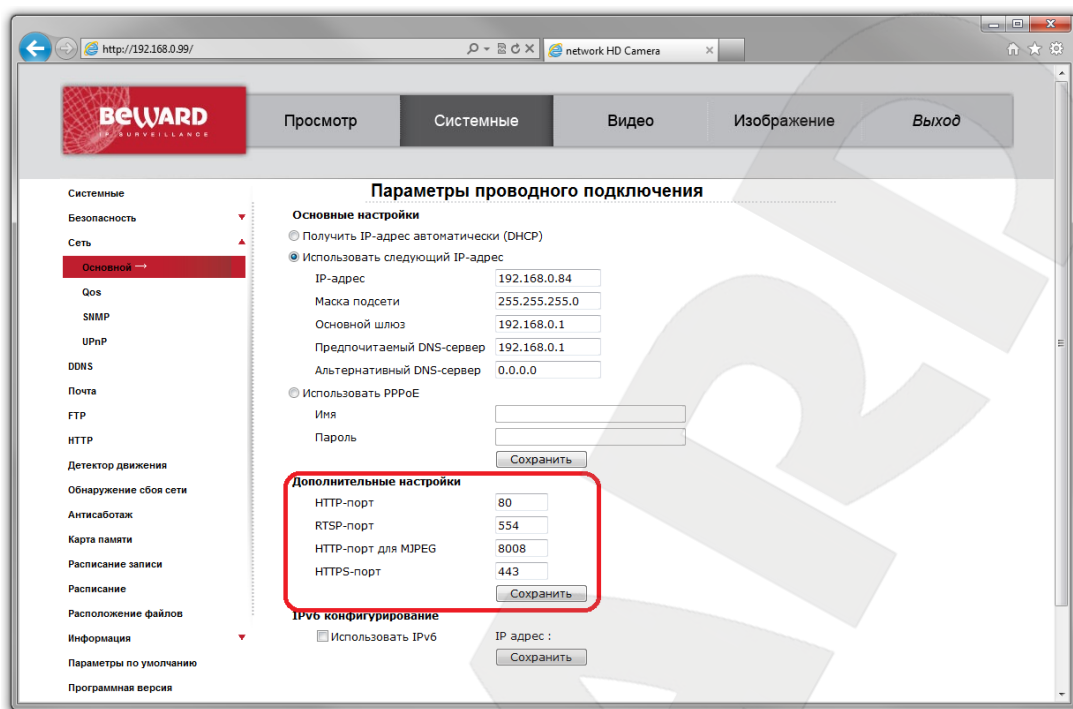 http://192.168.0.99/
network HD Camera
BEWARD
IP SURVEILLANCE
Просмотр
Системные
Видео
Изображение
Выход
Системные
Безопасность
Сеть
Основной →
Qos
SNMP
UPnP
DDNS
Почта
FTP
HTTP
Детектор движения
Обнаружение сбоя сети
Антисаботаж
Карта памяти
Расписание записи
Расписание
Расположение файлов
Информация
Параметры по умолчанию
Программная версия
Параметры проводного подключения
Основные настройки
Получить IP-адрес автоматически (DHCP)
Использовать следующий IP-адрес
IP-адрес 192.168.0.84
Маска подсети 255.255.255.0
Основной шлюз 192.168.0.1
Предпочитаемый DNS-сервер 192.168.0.1
Альтернативный DNS-сервер 0.0.0.0
Использовать PPPoE
Имя
Пароль
Сохранить
Дополнительные настройки
HTTP-порт 80
RTSP-порт 554
HTTP-порт для MJPEG 8008
HTTPS-порт 443
Сохранить
IPv6 конфигурирование
Использовать IPv6 IP адрес :
Сохранить